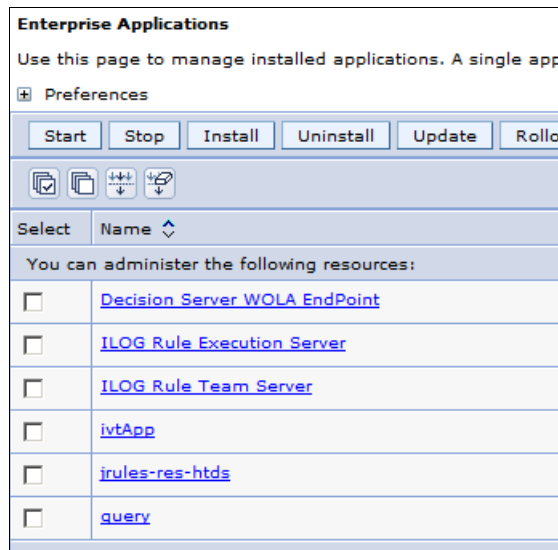 Enterprise Applications
Use this page to manage installed applications. A single
Preferences
Start Stop Install Uninstall Update
Select Name
You can administer the following resources:
Decision Server WOLA EndPoint
ILOG Rule Execution Server
ILOG Rule Team Server
ivtApp
jrules-res-htds
query